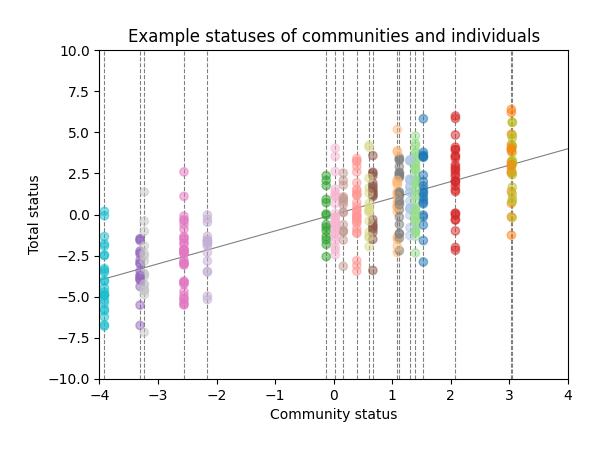 Example statuses of communities and individuals
10.0
7.5
5.0
2.5
0.0
−2.5
−5.0
−7.5
−10.0
Total status
−4 −3 −2 −1 0 1 2 3 4
Community status